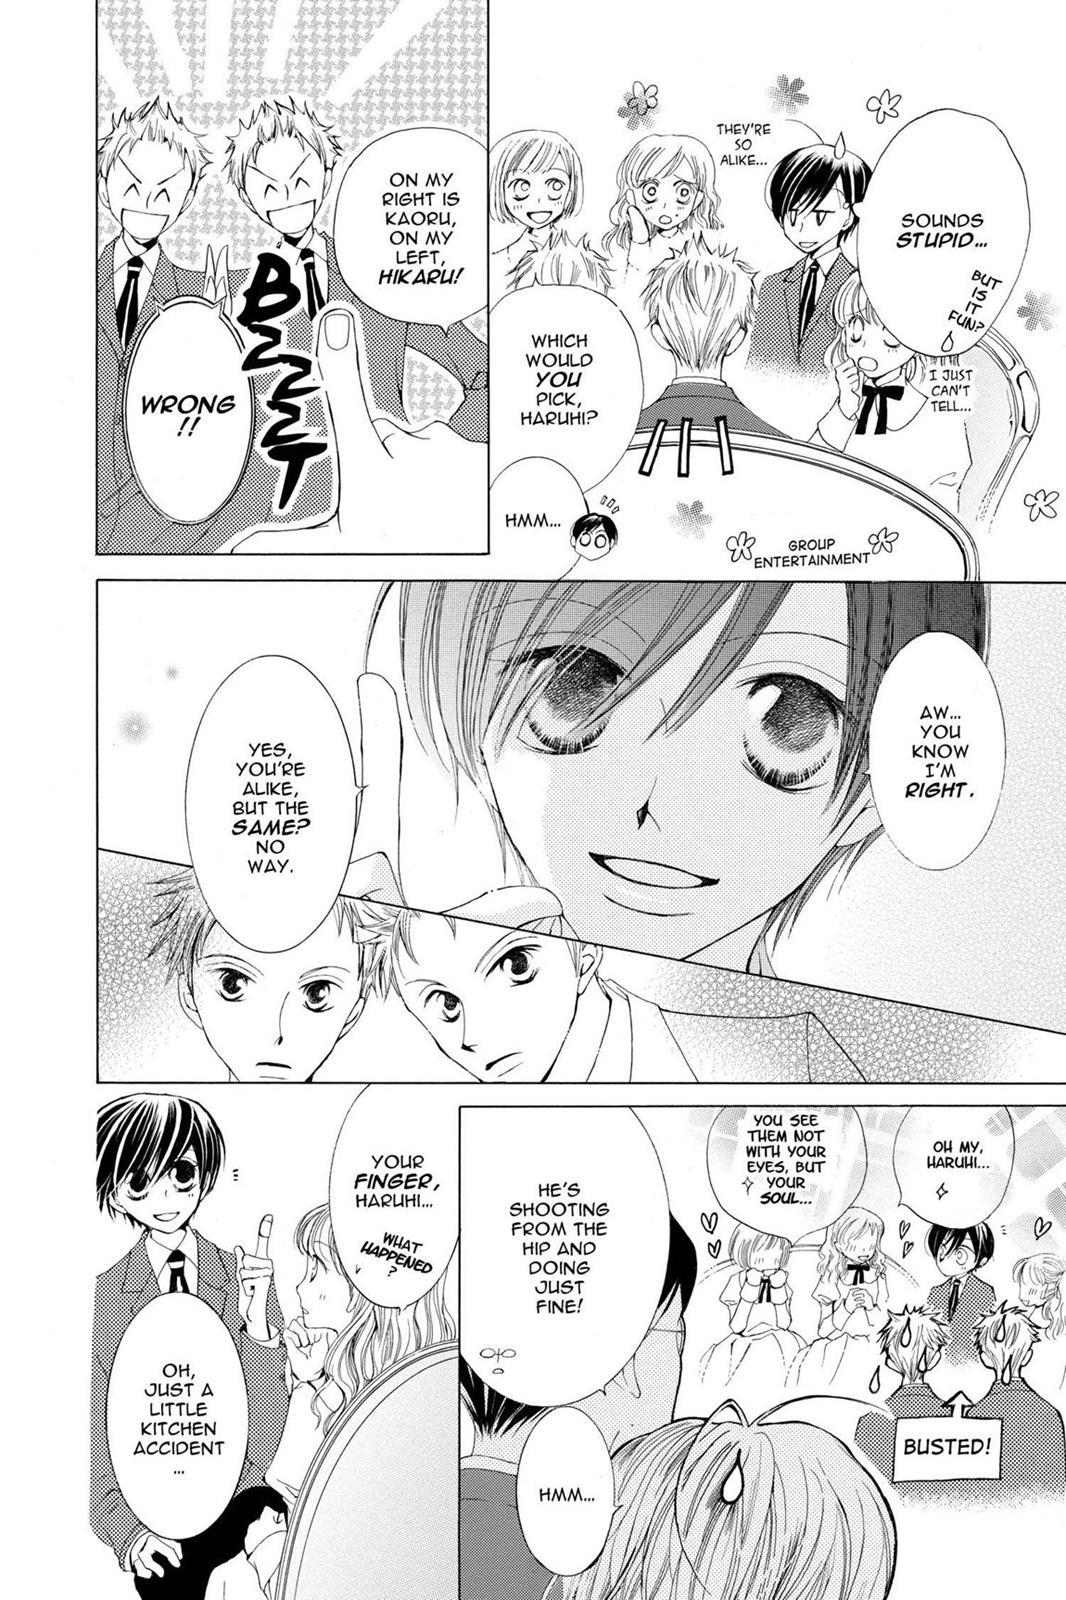 THEY'RE
SO
ALIKE...
SOUNDS
STUPID...
BUT
IS
IT
FUN?
I JUST
CAN'T
TELL...
WHICH
WOULD
YOU
PICK,
HARUHI?
HMM...
GROUP
ENTERTAINMENT
ON MY
RIGHT IS
KAORU,
ON MY
LEFT,
HIKARU!
BZZZT
WRONG
!!
AW...
YOU
KNOW
I'M
RIGHT.
YES,
YOU'RE
ALIKE,
BUT THE
SAME?
NO
WAY.
OH MY,
HARUHI...
YOU SEE
THEM NOT
WITH YOUR
EYES, BUT
YOUR
SOUL...
BUSTED!
HE'S
SHOOTING
FROM THE
HIP AND
DOING
JUST
FINE!
HMM...
YOUR
FINGER,
HARUHI...
WHAT
HAPPENED
?
OH,
JUST A
LITTLE
KITCHEN
ACCIDENT
...